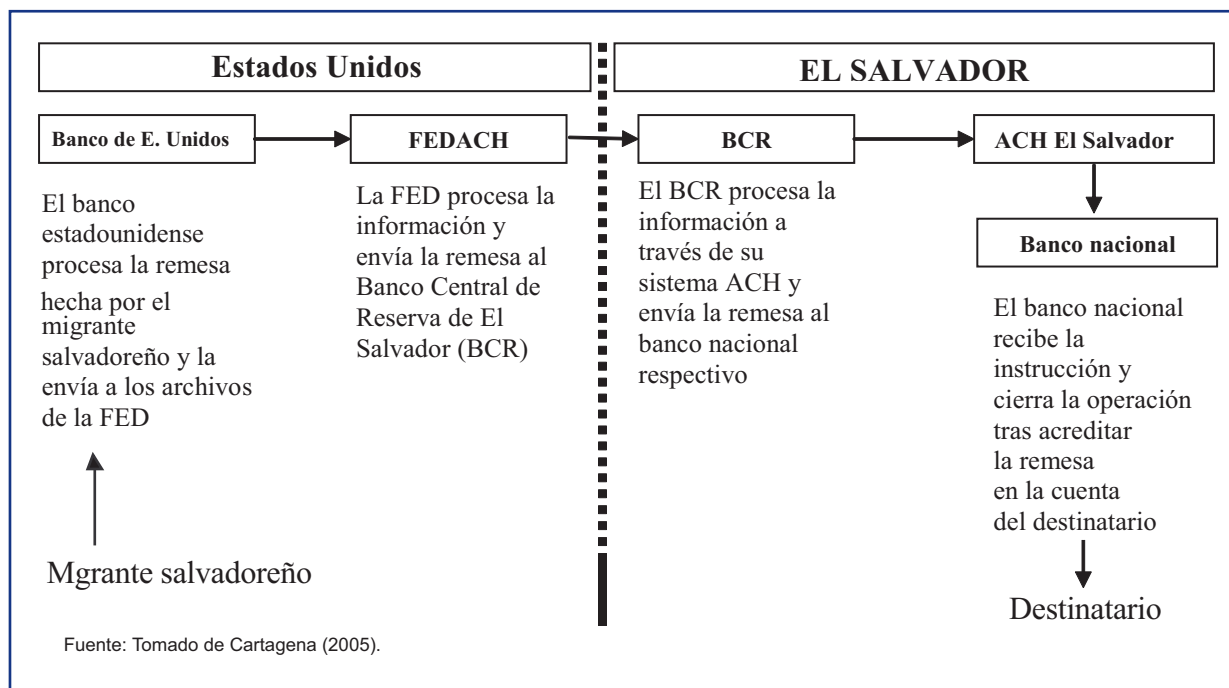 Estados Unidos
EL SALVADOR
Banco de E. Unidos
FEDACH
BCR
ACH El Salvador
El banco
estadounidense
procesa la remesa
hecha por el
migrante
salvadoreño y la
envía a los archivos
de la FED
La FED procesa la
información y
envía la remesa al
Banco Central de
Reserva de El
Salvador (BCR)
El BCR procesa la
información a
través de su
sistema ACH y
envía la remesa al
banco nacional
respectivo
Banco nacional
El banco nacional
recibe la
instrucción y
cierra la operación
tras acreditar
la remesa
en la cuenta
del destinatario
Mgrante salvadoreño
Destinatario
Fuente: Tomado de Cartagena (2005).